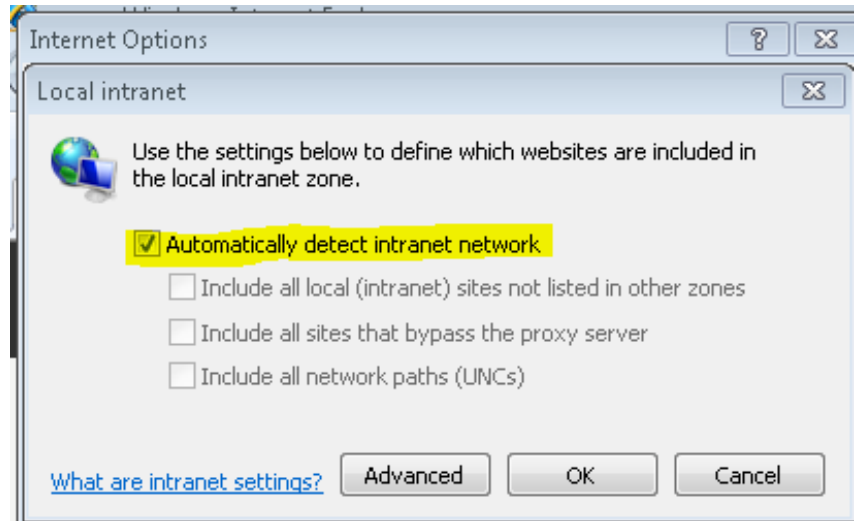 Internet Options
Local intranet
Use the settings below to define which websites are included in
the local intranet zone.
Automatically detect intranet network
Include all local (intranet) sites not listed in other zones
Include all sites that bypass the proxy server
Include all network paths (UNCs)
What are intranet settings?
Advanced
OK
Cancel